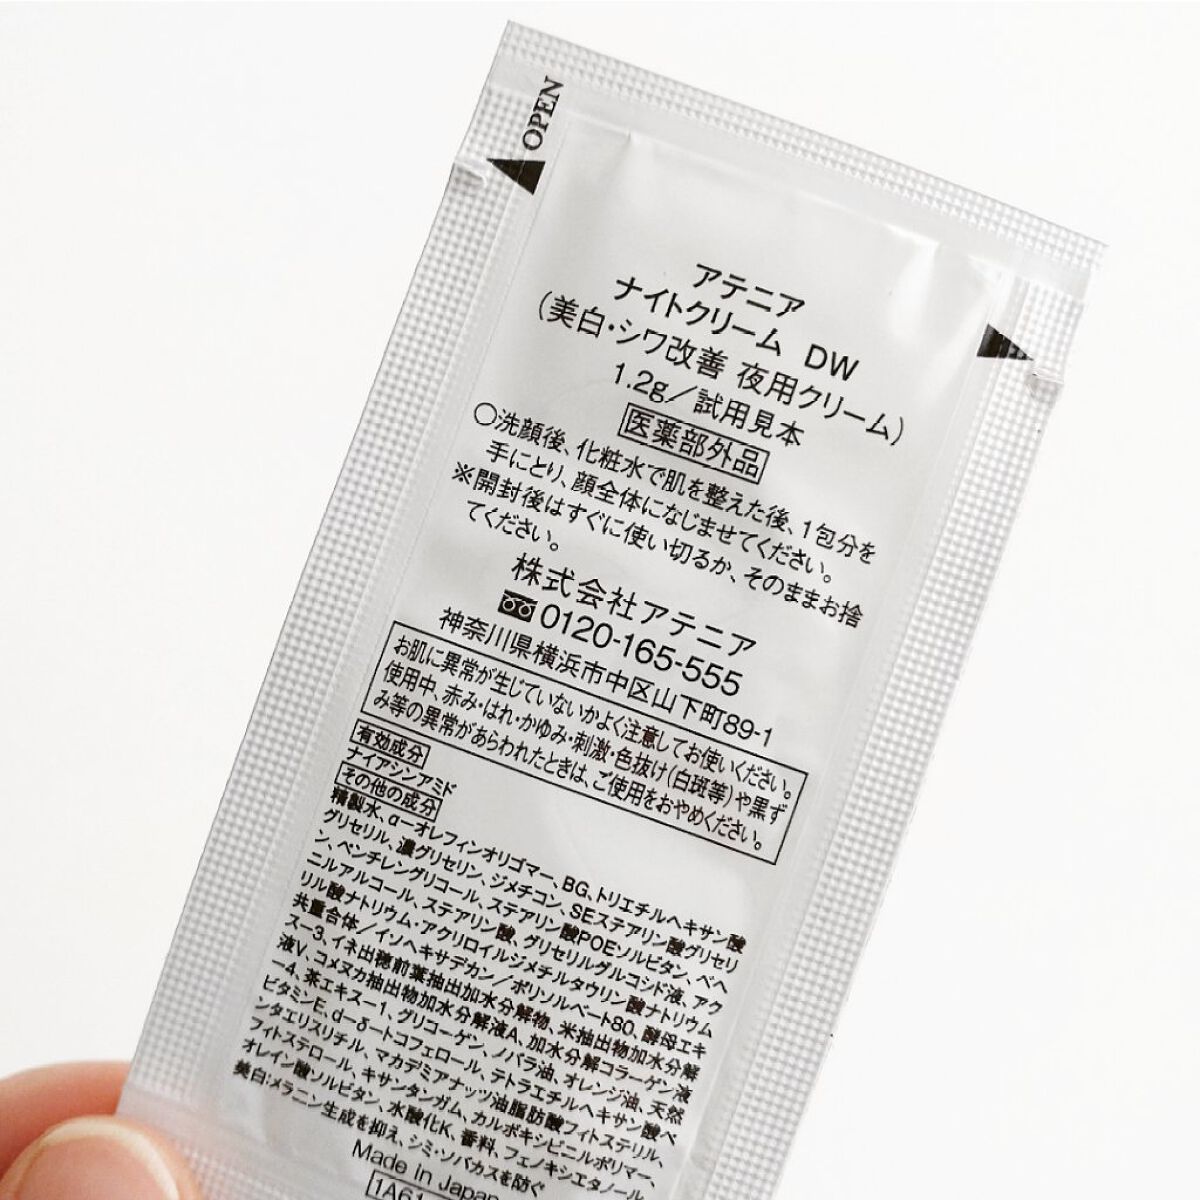 OPEN
アテニア
ナイトクリーム DW
(美白・シワ改善 夜用クリーム)
1.2g／試用見本
医薬部外品
○洗顔後、化粧水で肌を整えた後、1包分を
手にとり、顔全体になじませてください。
※開封後はすぐに使い切るか、そのままお捨
てください。
株式会社アテニア
0120-165-555
神奈川県横浜市中区山下町89-1
お肌に異常が生じていないかよく注意してお使いください。
使用中、赤み・はれ・かゆみ・刺激・色抜け(白斑等)や黒ず
み等の異常があらわれたときは、ご使用をおやめください。
有効成分
ナイアシンアミド
その他の成分
精製水、α－オレフィンオリゴマー、BG、トリエチルヘキサン酸
グリセリル、濃グリセリン、ジメチコン、SEステアリン酸グリセリ
ン、ペンチレングリコール、ステアリン酸POEソルビタン、ベヘ
ニルアルコール、ステアリン酸、グリセリルグルコシド液、アク
リル酸ナトリウム・アクリロイルジメチルタウリン酸ナトリウム
共重合体／イソヘキサデカン／ポリソルベート80、酵母エキ
ス－3、イネ出穂前葉抽出加水分解物、米抽出物加水分解
液V、コメヌカ抽出物加水分解液A、加水分解コラーゲン液
－4、茶エキス－1、グリコーゲン、ノバラ油、オレンジ油、天然
ビタミンE、d－δ－トコフェロール、テトラエチルヘキサン酸ペ
ンタエリスリチル、マカデミアナッツ油脂肪酸フィトステリル、
フィトステロール、キサンタンガム、カルボキシビニルポリマー、
オレイン酸ソルビタン、水酸化K、香料、フェノキシエタノール
美白：メラニン生成を抑え、シミ・ソバカスを防ぐ
Made in Japan
1A61